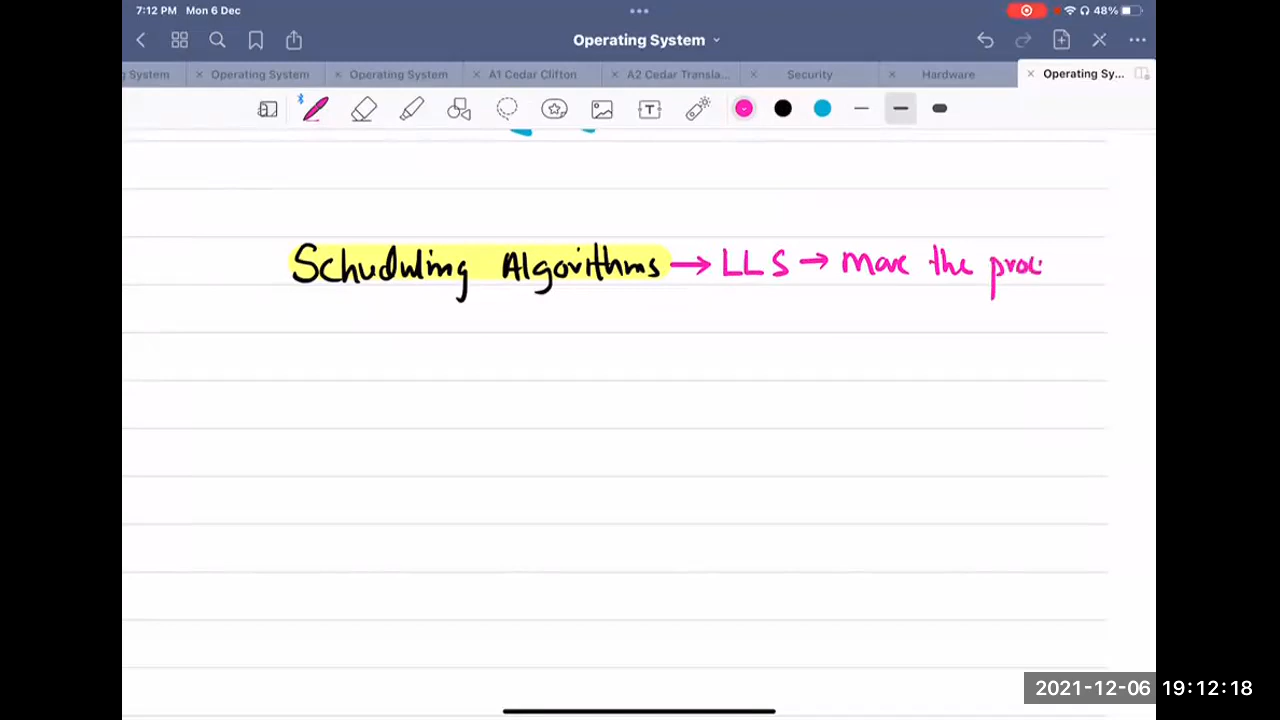 7:12 PM Mon 6 Dec
48%
Operating System
g System
Operating System
Operating System
A1 Cedar Clifton
A2 Cedar Transla...
Security
Hardware
Operating Sy...
Schuduling Algorithms → LLS → Move the proc
2021-12-06 19:12:18